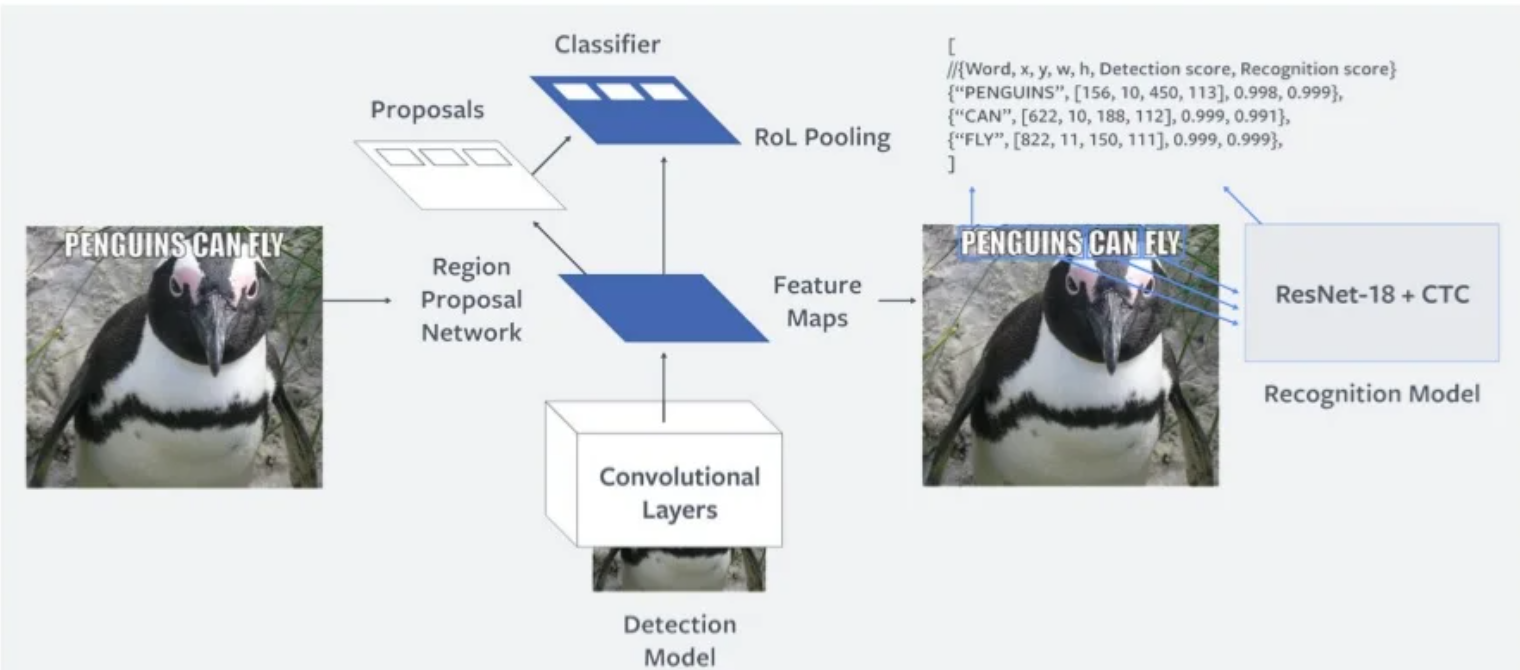 Classifier
Proposals
RoL Pooling
PENGUINS CAN FLY
Region
Proposal
Network
Feature
Maps
Convolutional
Layers
Detection
Model
[
//{Word, x, y, w, h, Detection score, Recognition score}
{“PENGUINS”, [156, 10, 450, 113], 0.998, 0.999},
{“CAN”, [622, 10, 188, 112], 0.999, 0.991},
{“FLY”, [822, 11, 150, 111], 0.999, 0.999},
]
PENGUINS CAN FLY
ResNet-18 + CTC
Recognition Model